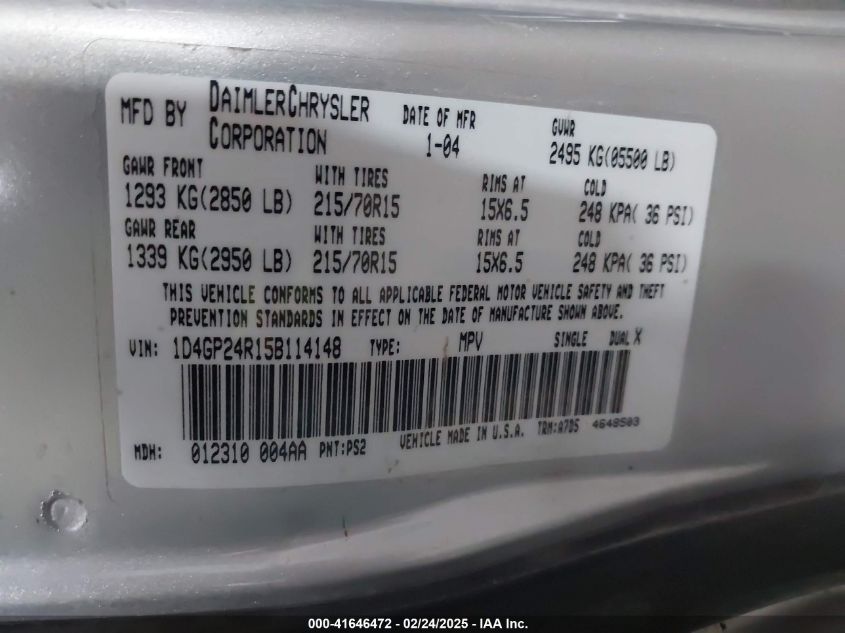 MFD BY DAIMLERCHRYSLER CORPORATION DATE OF MFR 1-04 GVWR 2495 KG(05500 LB)
GAWR FRONT WITH TIRES RIMS AT COLD
1293 KG(2850 LB) 215/70R15 15X6.5 248 KPA( 36 PSI)
GAWR REAR WITH TIRES RIMS AT COLD
1339 KG(2950 LB) 215/70R15 15X6.5 248 KPA( 36 PSI)
THIS VEHICLE CONFORMS TO ALL APPLICABLE FEDERAL MOTOR VEHICLE SAFETY AND THEFT
PREVENTION STANDARDS IN EFFECT ON THE DATE OF MANUFACTURE SHOWN ABOVE.
VIN: 1D4GP24R15B114148 TYPE: MPV SINGLE DUAL X
MDH: 012310 004AA PNT:PS2 VEHICLE MADE IN U.S.A. TRM:A7D5 4648503
000-41646472 — 02/24/2025 — IAA Inc.